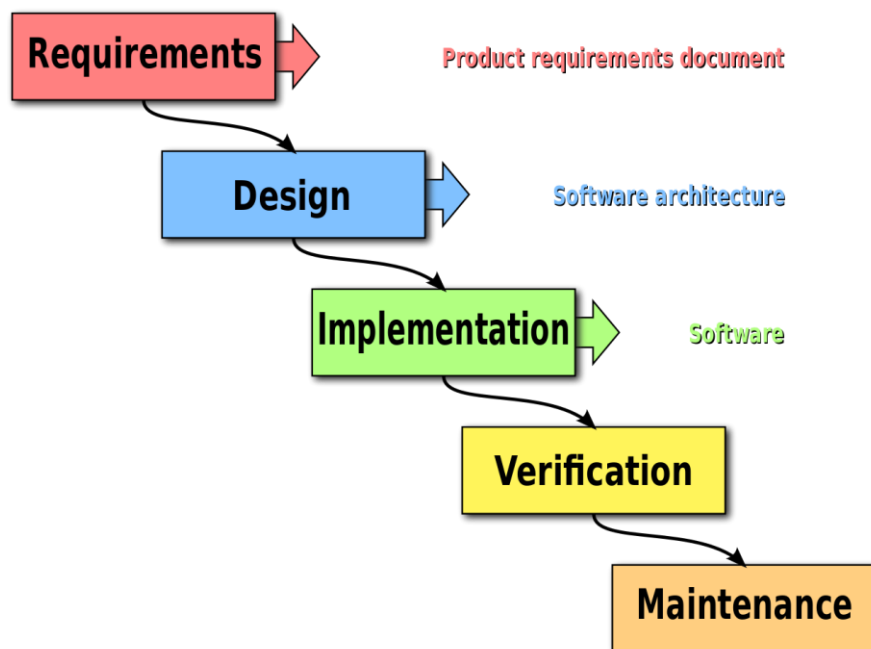 Requirements
Product requirements document
Design
Software architecture
Implementation
Software
Verification
Maintenance